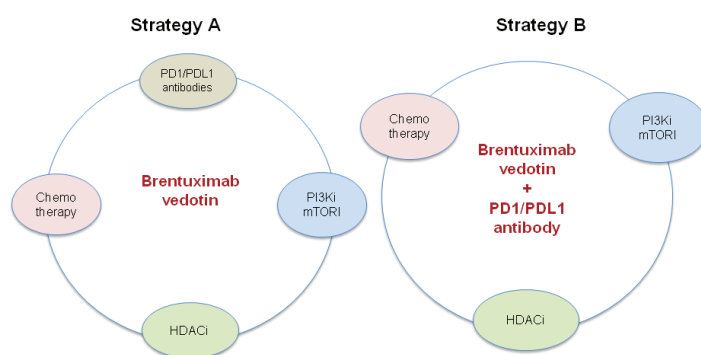 Strategy A
PD1/PDL1
antibodies
Chemo
therapy
Brentuximab
vedotin
PI3Ki
mTORI
HDACi
Strategy B
Chemo
therapy
PI3Ki
mTORI
Brentuximab
vedotin
+
PD1/PDL1
antibody
HDACi